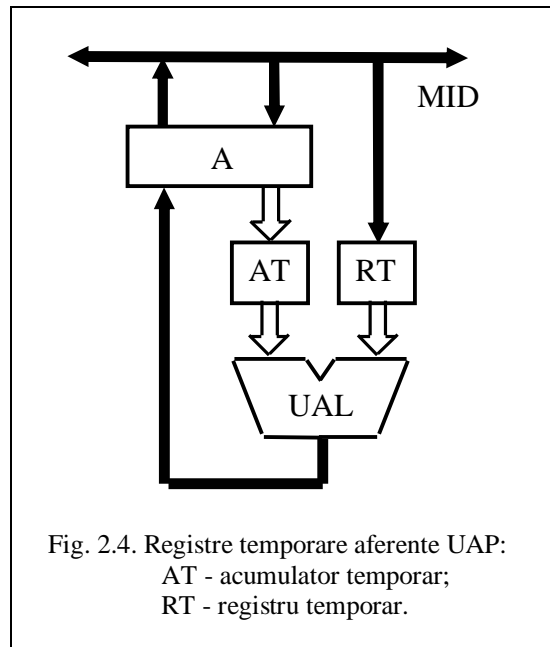 MID
A
AT
RT
UAL
Fig. 2.4. Registre temporare aferente UAP:
AT - acumulator temporar;
RT - registru temporar.